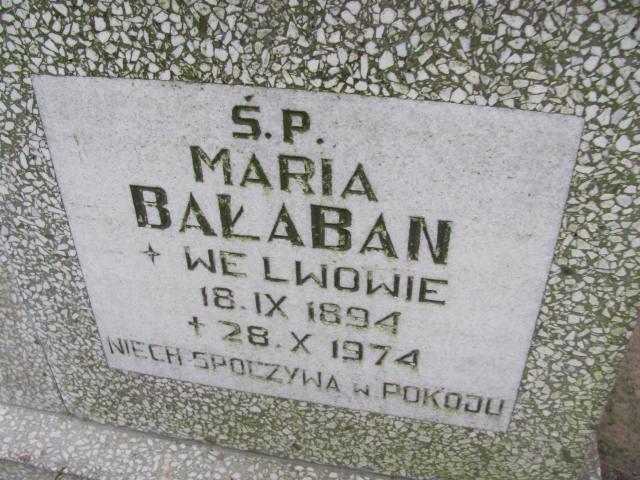 Ś.P.
MARIA
BAŁABAN
* WE LWOWIE
18.IX 1894
+ 28.X 1974
NIECH SPOCZYWA W POKOJU